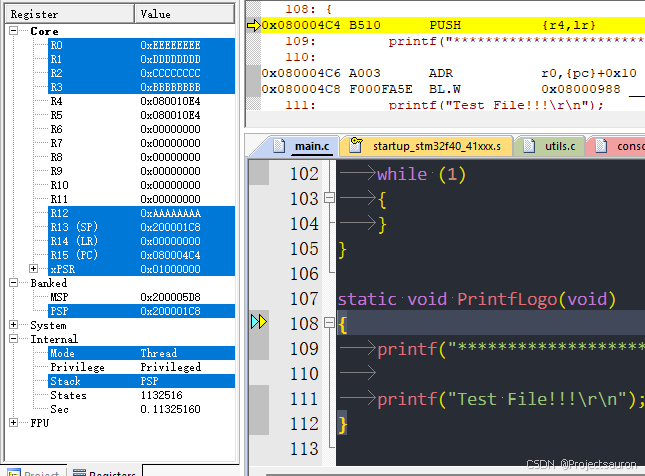 Register Value
Core
R0 0xEEEEEEEE
R1 0xDDDDDDDD
R2 0xCCCCCCCC
R3 0xBBBBBBBB
R4 0x080010E4
R5 0x080010E4
R6 0x00000000
R7 0x00000000
R8 0x00000000
R9 0x00000000
R10 0x00000000
R11 0x00000000
R12 0xAAAAAAAA
R13 (SP) 0x200001C8
R14 (LR) 0x00000000
R15 (PC) 0x080004C4
xPSR 0x01000000
Banked
MSP 0x200005D8
PSP 0x200001C8
System
Internal
Mode Thread
Privilege Privileged
Stack PSP
States 1132516
Sec 0.11325160
FPU
Project Registers
108: {
0x080004C4 B510 PUSH {r4,lr}
109: printf("*************************
110:
0x080004C6 A003 ADR r0,{pc}+0x10
0x080004C8 F000FA5E BL.W 0x08000988 __
111: printf("Test File!!!\r\n");
main.c startup_stm32f40_41xxx.s utils.c conso
102 while (1)
103 {
104 }
105 }
106
107 static void PrintfLogo(void)
108 {
109 printf("*******************
110
111 printf("Test File!!!\r\n");
112 }
113
CSDN @Projectsauron